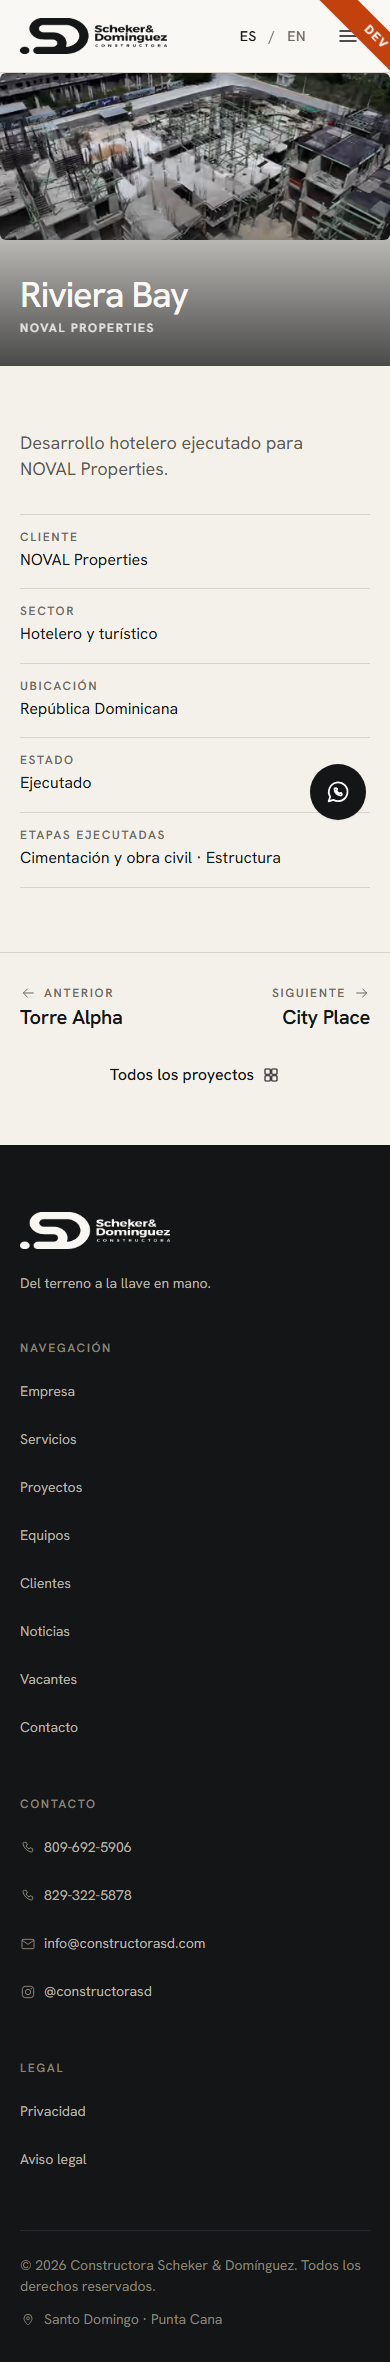 Scheker&
Domínguez
CONSTRUCTORA
ES / EN
DEV
Riviera Bay
NOVAL PROPERTIES
Desarrollo hotelero ejecutado para
NOVAL Properties.
CLIENTE
NOVAL Properties
SECTOR
Hotelero y turístico
UBICACIÓN
República Dominicana
ESTADO
Ejecutado
ETAPAS EJECUTADAS
Cimentación y obra civil · Estructura
ANTERIOR
Torre Alpha
SIGUIENTE
City Place
Todos los proyectos
Scheker&
Domínguez
CONSTRUCTORA
Del terreno a la llave en mano.
NAVEGACIÓN
Empresa
Servicios
Proyectos
Equipos
Clientes
Noticias
Vacantes
Contacto
CONTACTO
809-692-5906
829-322-5878
info@constructorasd.com
@constructorasd
LEGAL
Privacidad
Aviso legal
© 2026 Constructora Scheker & Domínguez. Todos los
derechos reservados.
Santo Domingo · Punta Cana